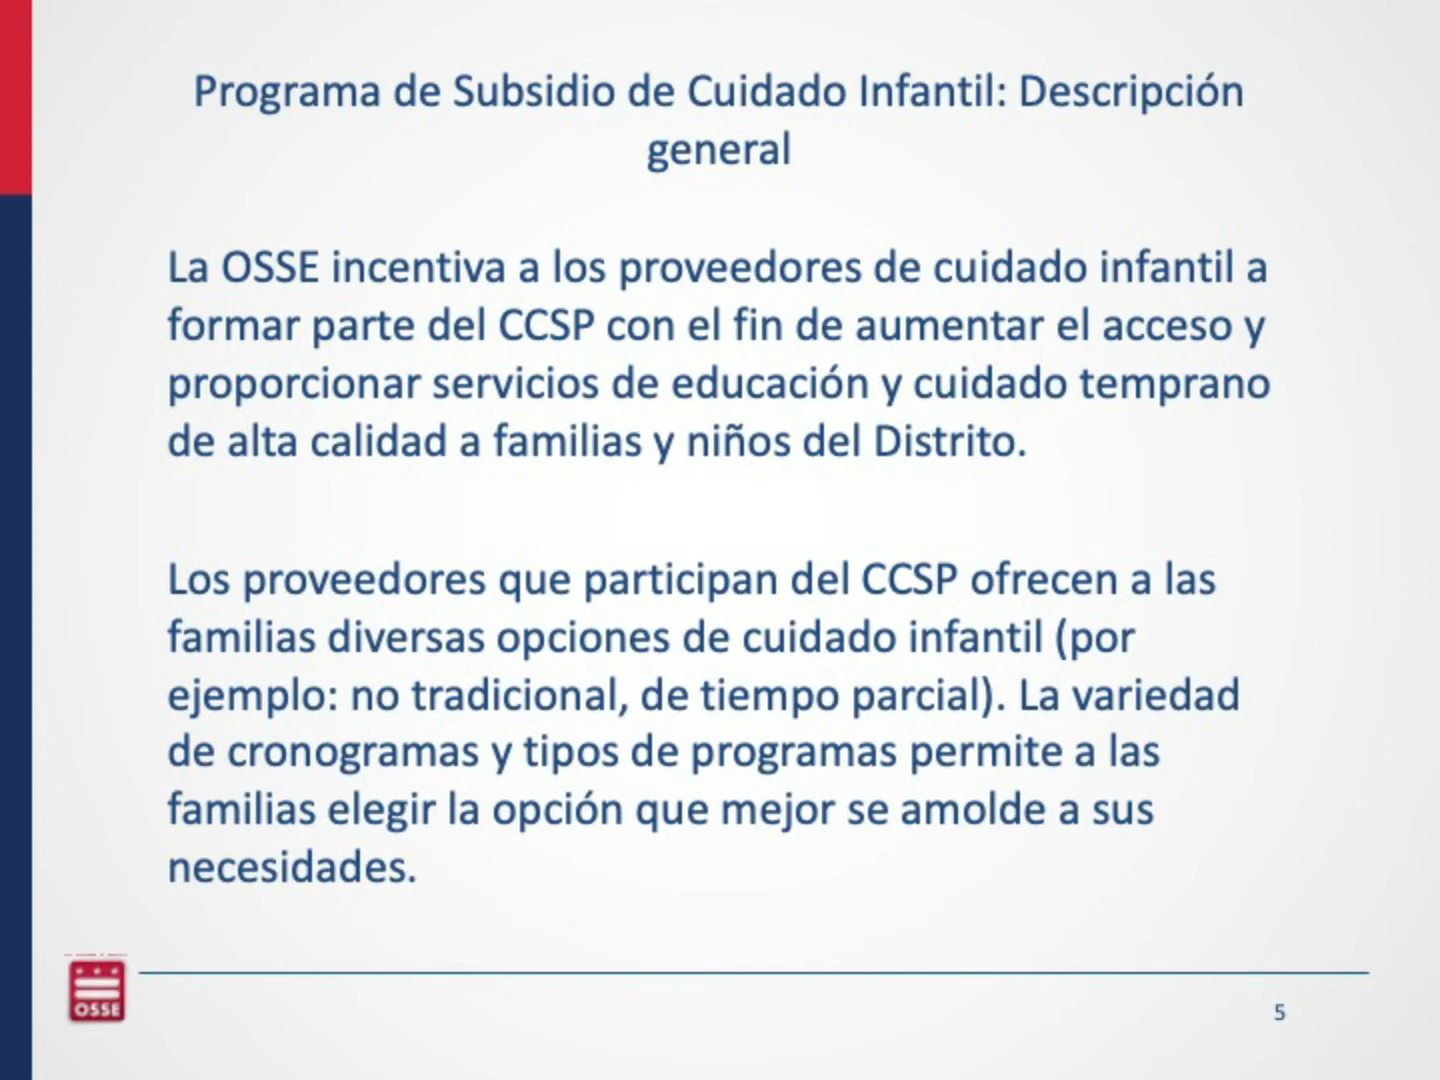 Programa de Subsidio de Cuidado Infantil: Descripción
general
La OSSE incentiva a los proveedores de cuidado infantil a
formar parte del CCSP con el fin de aumentar el acceso y
proporcionar servicios de educación y cuidado temprano
de alta calidad a familias y niños del Distrito.
Los proveedores que participan del CCSP ofrecen a las
familias diversas opciones de cuidado infantil (por
ejemplo: no tradicional, de tiempo parcial). La variedad
de cronogramas y tipos de programas permite a las
familias elegir la opción que mejor se amolde a sus
necesidades.
OSSE
5